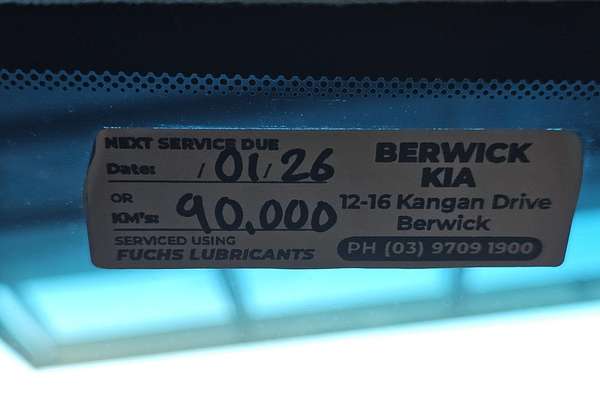 NEXT SERVICE DUE
Date: / 01 / 26
OR
KM's: 90,000
SERVICED USING
FUCHS LUBRICANTS
BERWICK
KIA
12-16 Kangan Drive
Berwick
PH (03) 9709 1900